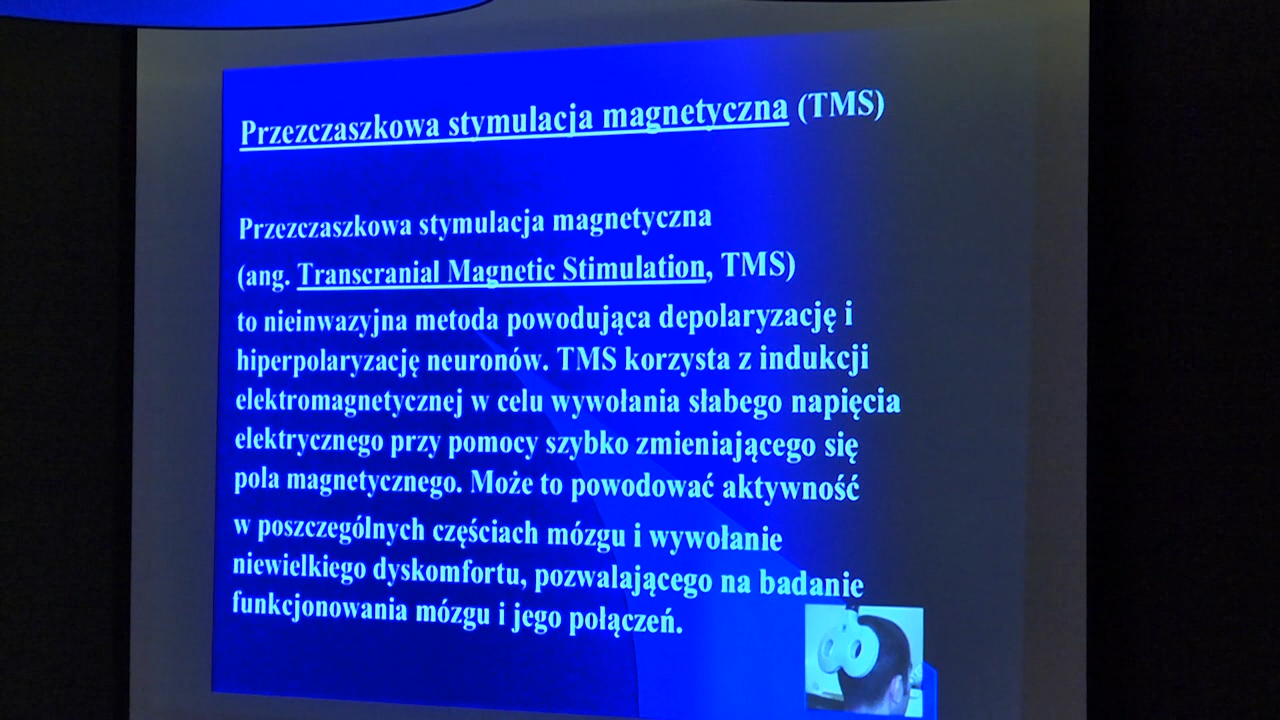 Przezczaszkowa stymulacja magnetyczna (TMS)
Przezczaszkowa stymulacja magnetyczna
(ang. Transcranial Magnetic Stimulation, TMS)
to nieinwazyjna metoda powodująca depolaryzację i
hiperpolaryzację neuronów. TMS korzysta z indukcji
elektromagnetycznej w celu wywołania słabego napięcia
elektrycznego przy pomocy szybko zmieniającego się
pola magnetycznego. Może to powodować aktywność
w poszczególnych częściach mózgu i wywołanie
niewielkiego dyskomfortu, pozwalającego na badanie
funkcjonowania mózgu i jego połączeń.